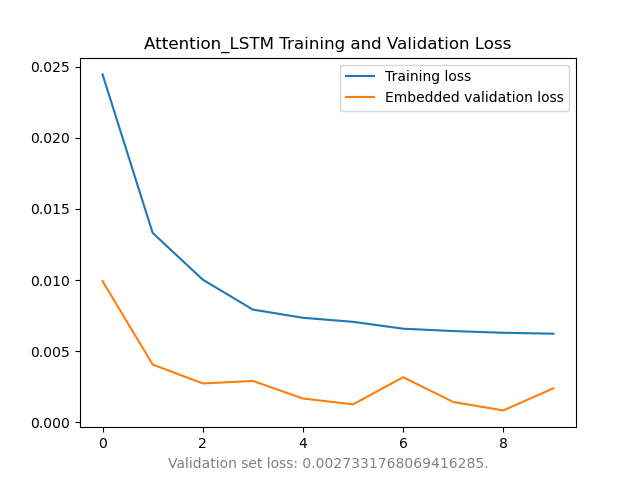 Attention_LSTM Training and Validation Loss
Training loss
Embedded validation loss
0.025
0.020
0.015
0.010
0.005
0.000
0 2 4 6 8
Validation set loss: 0.0027331768069416285.